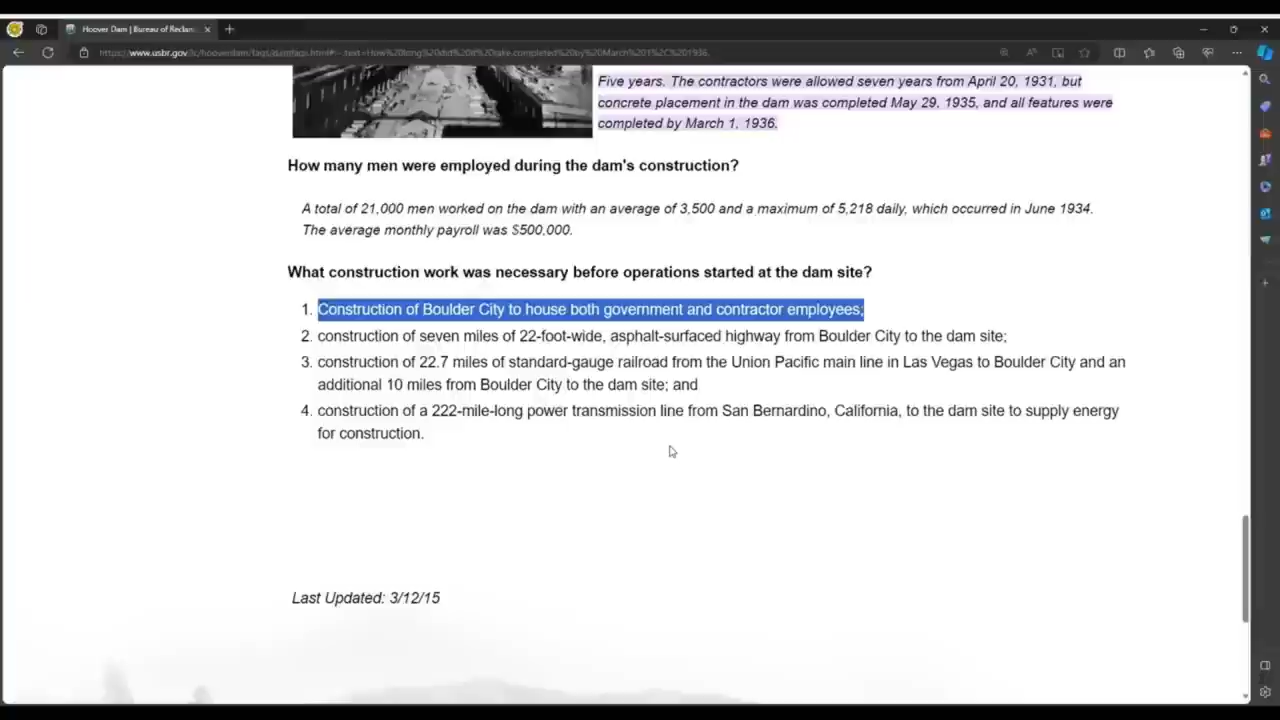 Hoover Dam | Bureau of Reclam
Five years. The contractors were allowed seven years from April 20, 1931, but
concrete placement in the dam was completed May 29, 1935, and all features were
completed by March 1, 1936.
How many men were employed during the dam's construction?
A total of 21,000 men worked on the dam with an average of 3,500 and a maximum of 5,218 daily, which occurred in June 1934.
The average monthly payroll was $500,000.
What construction work was necessary before operations started at the dam site?
1. Construction of Boulder City to house both government and contractor employees;
2. construction of seven miles of 22-foot-wide, asphalt-surfaced highway from Boulder City to the dam site;
3. construction of 22.7 miles of standard-gauge railroad from the Union Pacific main line in Las Vegas to Boulder City and an
additional 10 miles from Boulder City to the dam site; and
4. construction of a 222-mile-long power transmission line from San Bernardino, California, to the dam site to supply energy
for construction.
Last Updated: 3/12/15